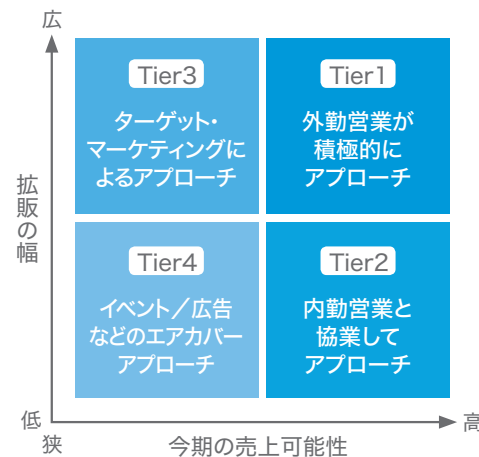 広
Tier3
ターゲット・
マーケティングに
よるアプローチ
Tier1
外勤営業が
積極的に
アプローチ
拡販の幅
Tier4
イベント／広告
などのエアカバー
アプローチ
Tier2
内勤営業と
協業して
アプローチ
低
狭
今期の売上可能性
高